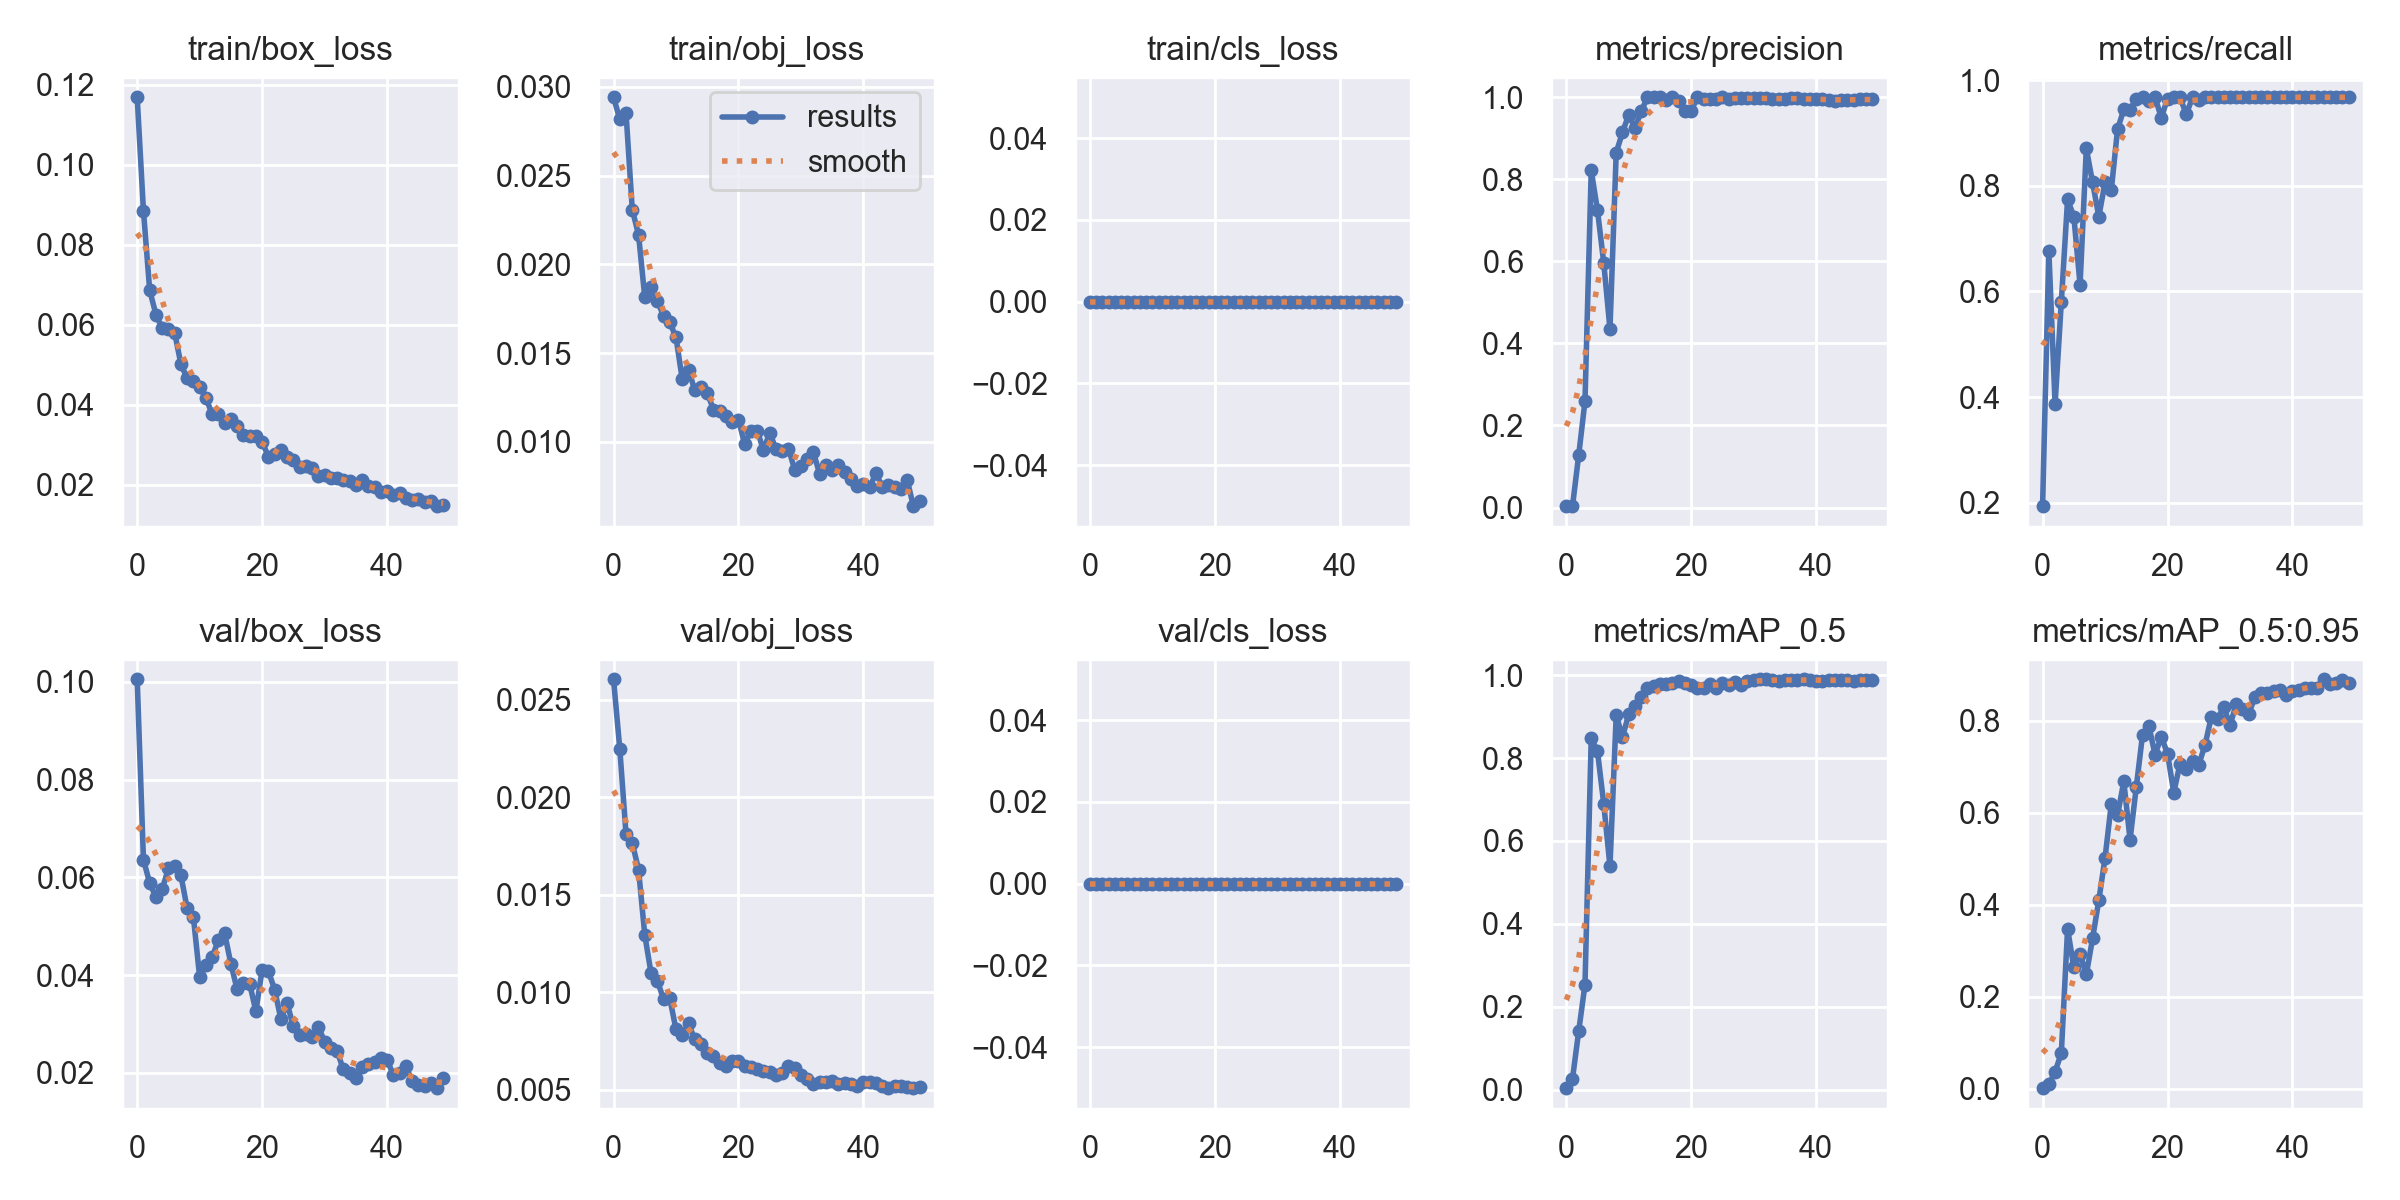 train/box_loss
0.12
0.10
0.08
0.06
0.04
0.02
0 20 40
train/obj_loss
results
smooth
0.030
0.025
0.020
0.015
0.010
0 20 40
train/cls_loss
0.04
0.02
0.00
−0.02
−0.04
0 20 40
metrics/precision
1.0
0.8
0.6
0.4
0.2
0.0
0 20 40
metrics/recall
1.0
0.8
0.6
0.4
0.2
0 20 40
val/box_loss
0.10
0.08
0.06
0.04
0.02
0 20 40
val/obj_loss
0.025
0.020
0.015
0.010
0.005
0 20 40
val/cls_loss
0.04
0.02
0.00
−0.02
−0.04
0 20 40
metrics/mAP_0.5
1.0
0.8
0.6
0.4
0.2
0.0
0 20 40
metrics/mAP_0.5:0.95
0.8
0.6
0.4
0.2
0.0
0 20 40